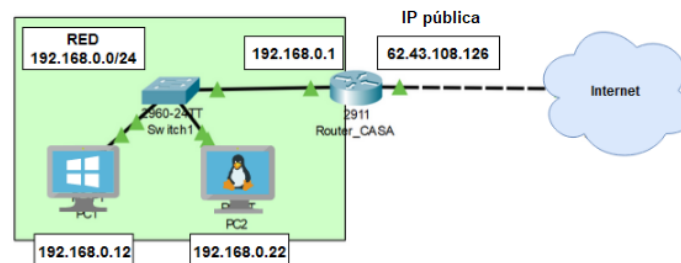 IP pública
RED
192.168.0.0/24
192.168.0.1
62.43.108.126
Internet
2960-24TT
Switch1
2911
Router_CASA
PC1
PC2
192.168.0.12
192.168.0.22